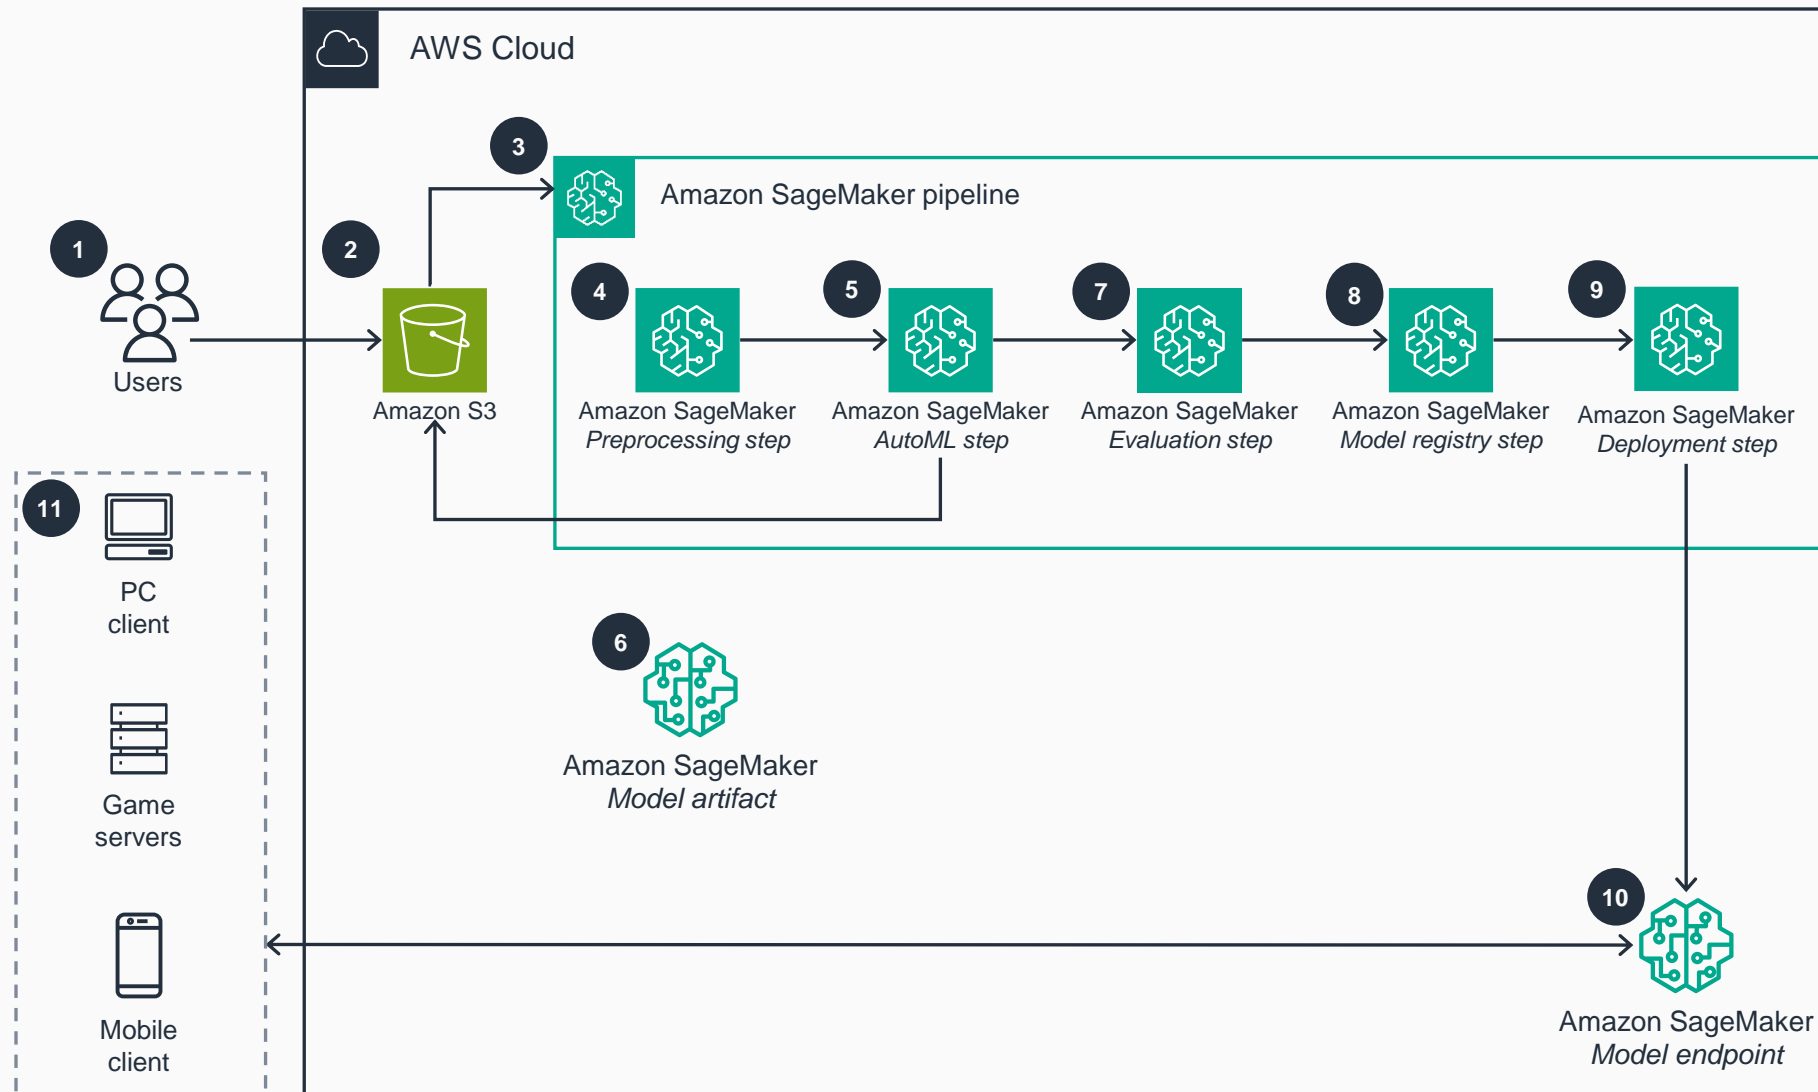 AWS Cloud
3
Amazon SageMaker pipeline
1
2
4
5
7
8
9
Users
Amazon S3
Amazon SageMaker
Preprocessing step
Amazon SageMaker
AutoML step
Amazon SageMaker
Evaluation step
Amazon SageMaker
Model registry step
Amazon SageMaker
Deployment step
11
PC
client
6
Amazon SageMaker
Model artifact
Game
servers
10
Mobile
client
Amazon SageMaker
Model endpoint